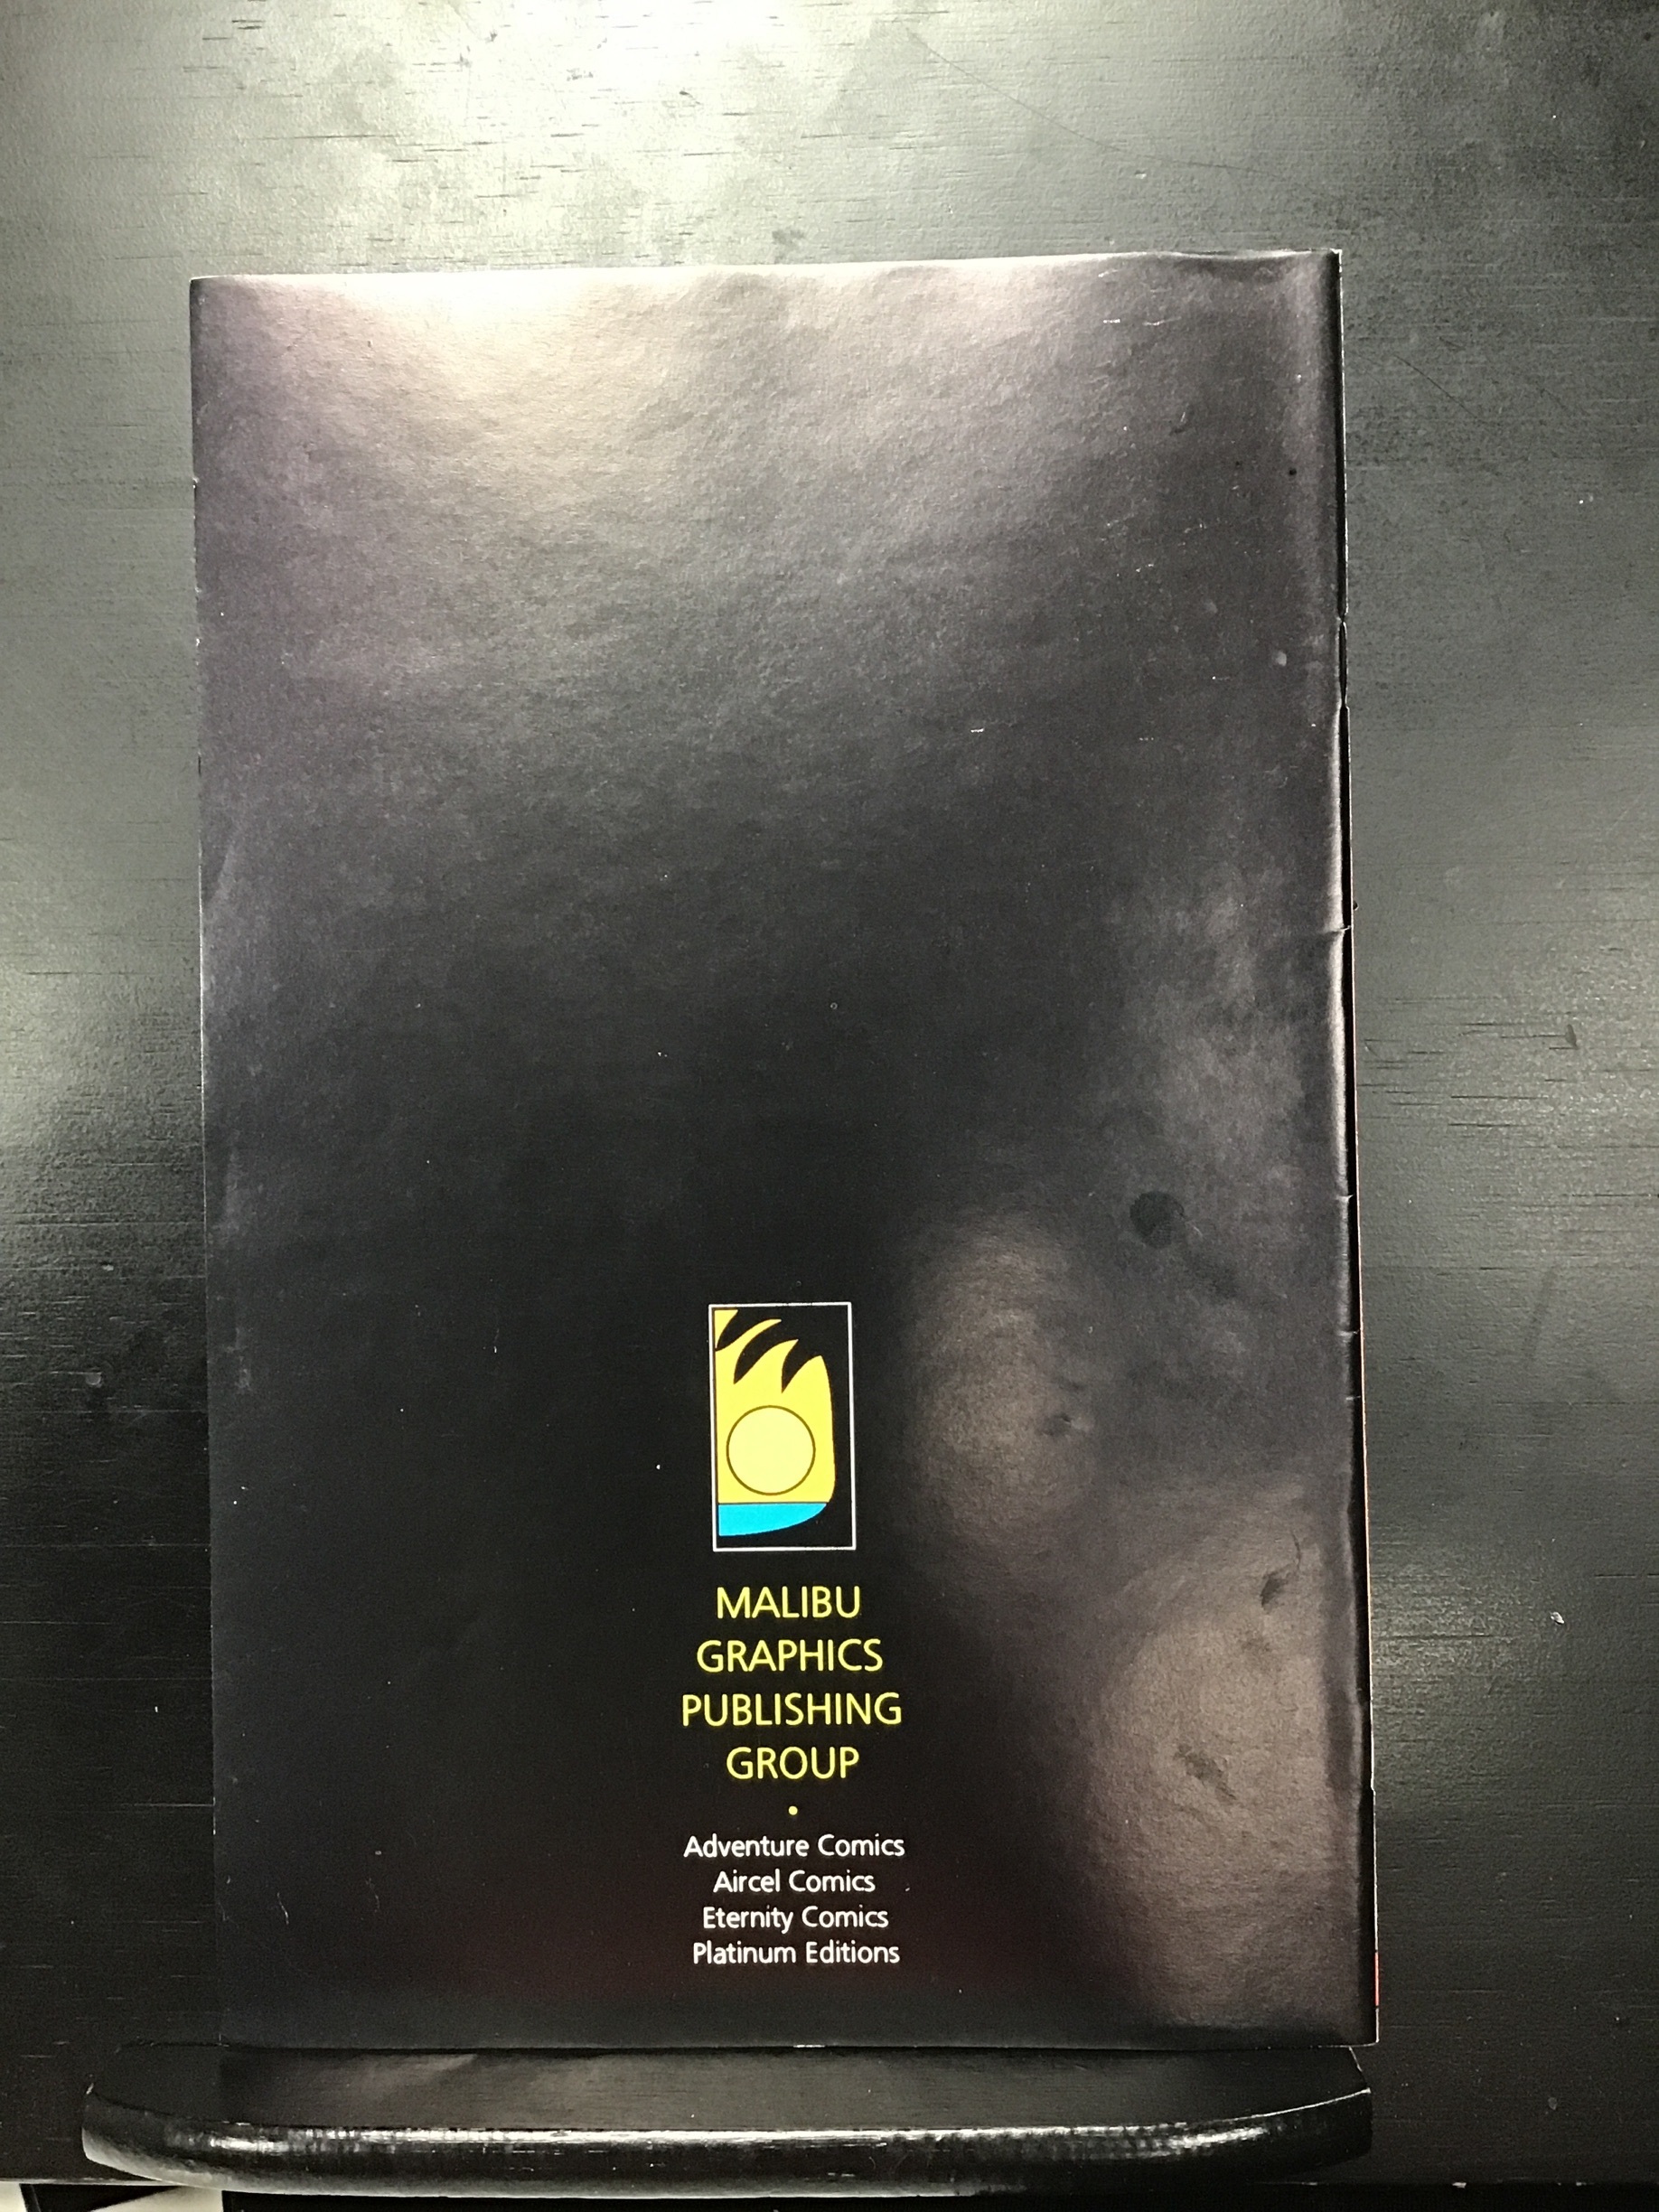 MALIBU
GRAPHICS
PUBLISHING
GROUP
•
Adventure Comics
Aircel Comics
Eternity Comics
Platinum Editions